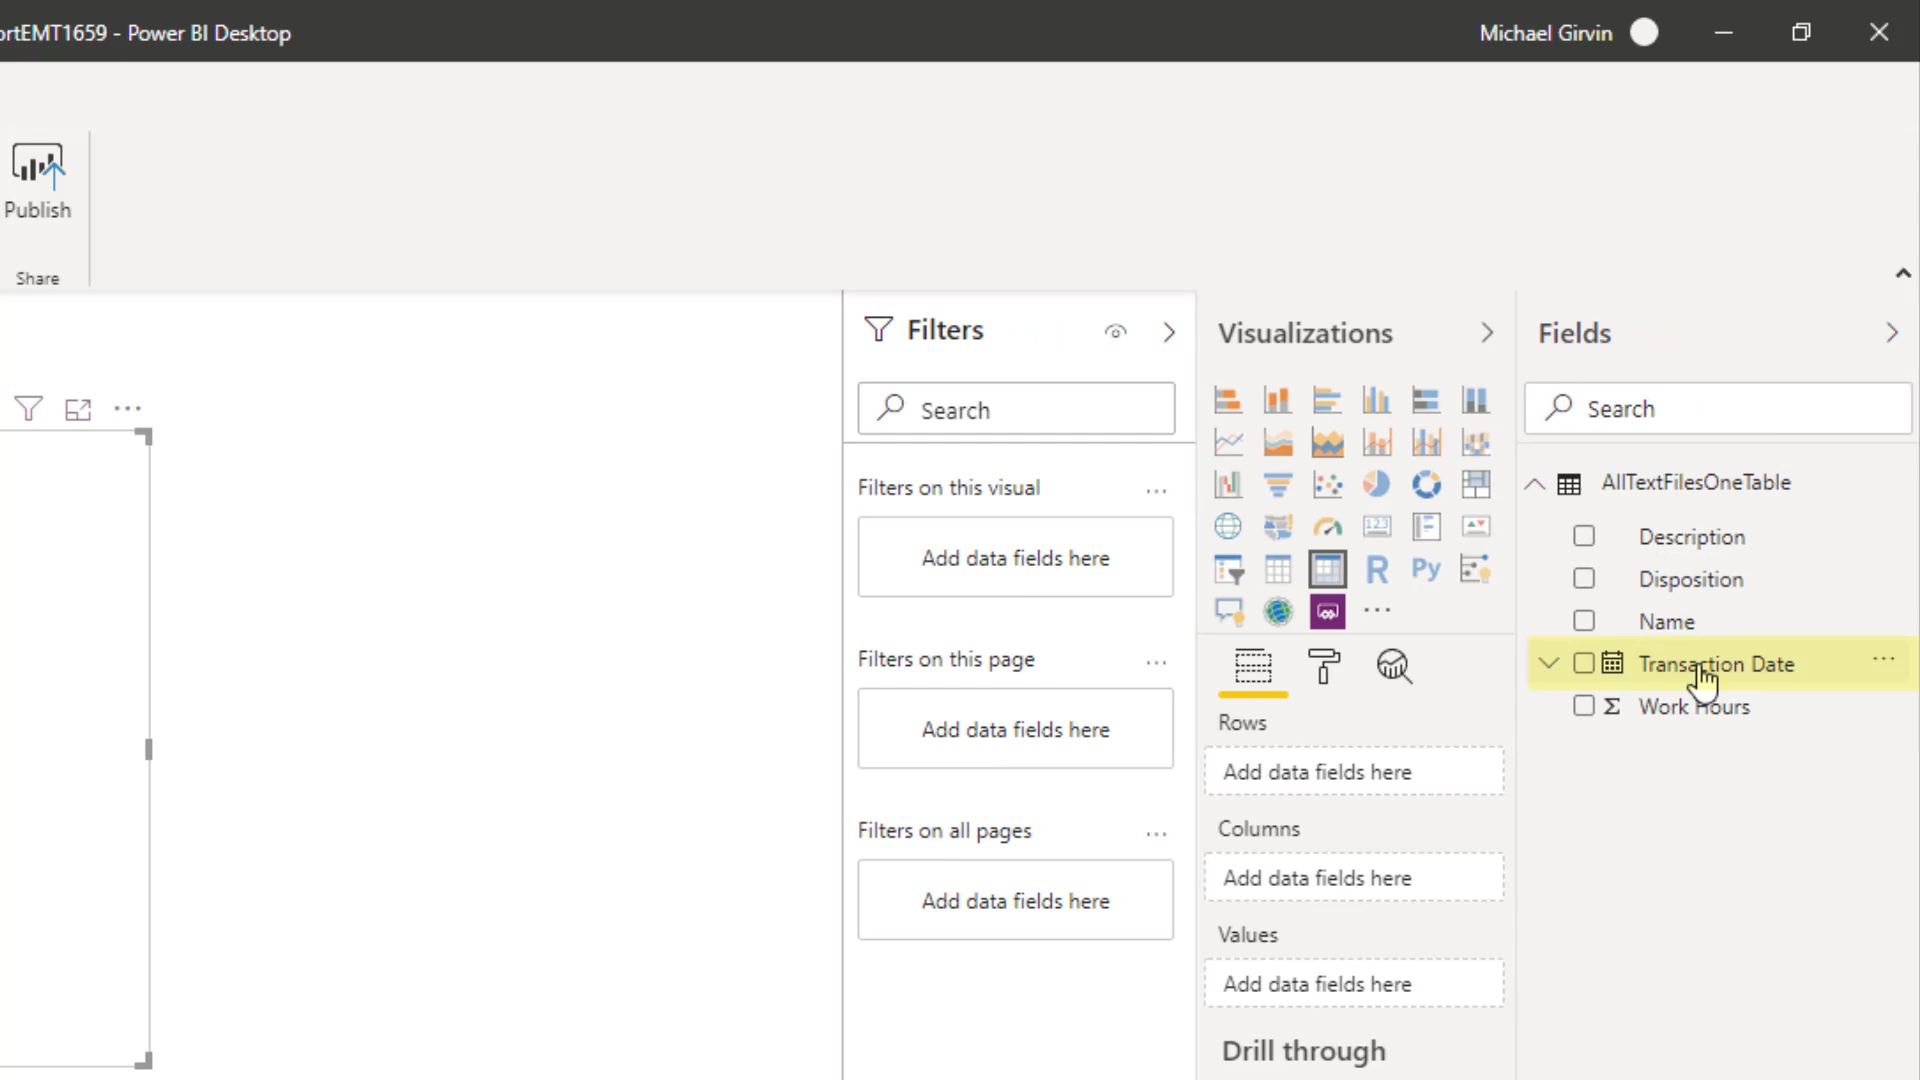 ortEMT1659 - Power BI Desktop
Michael Girvin
Publish
Share
Filters
Search
Filters on this visual
Add data fields here
Filters on this page
Add data fields here
Filters on all pages
Add data fields here
Visualizations
123
R
Py
Rows
Add data fields here
Columns
Add data fields here
Values
Add data fields here
Drill through
Fields
Search
AllTextFilesOneTable
Description
Disposition
Name
Transaction Date
Σ Work Hours